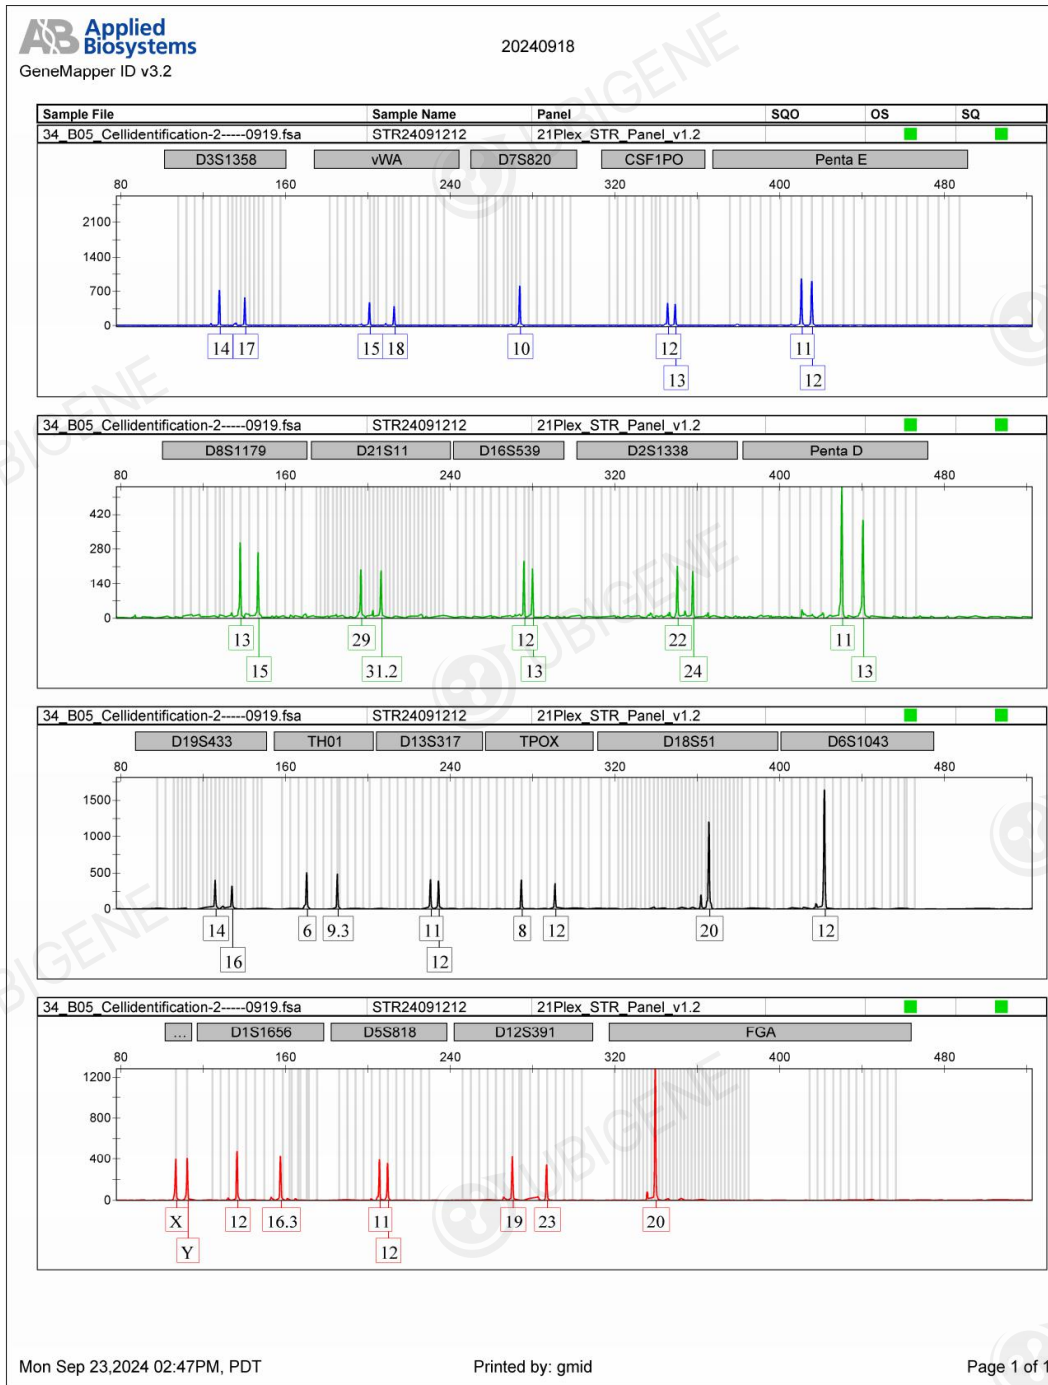 AB Applied Biosystems
GeneMapper ID v3.2
20240918
Sample File Sample Name Panel SQO OS SQ
34_B05_Cellidentification-2-----0919.fsa STR24091212 21Plex_STR_Panel_v1.2
D3S1358 vWA D7S820 CSF1PO Penta E
80 160 240 320 400 480
2100
1400
700
0
14 17 15 18 10 12 11
13 12
34_B05_Cellidentification-2-----0919.fsa STR24091212 21Plex_STR_Panel_v1.2
D8S1179 D21S11 D16S539 D2S1338 Penta D
80 160 240 320 400 480
420
280
140
0
13 29 12 22 11
15 31.2 13 24 13
34_B05_Cellidentification-2-----0919.fsa STR24091212 21Plex_STR_Panel_v1.2
D19S433 TH01 D13S317 TPOX D18S51 D6S1043
80 160 240 320 400 480
1500
1000
500
0
14 6 9.3 11 8 12 20 12
16 12
34_B05_Cellidentification-2-----0919.fsa STR24091212 21Plex_STR_Panel_v1.2
... D1S1656 D5S818 D12S391 FGA
80 160 240 320 400 480
1200
800
400
0
X 12 16.3 11 19 23 20
Y 12
Mon Sep 23,2024 02:47PM, PDT Printed by: gmid Page 1 of 1
UBIGENE